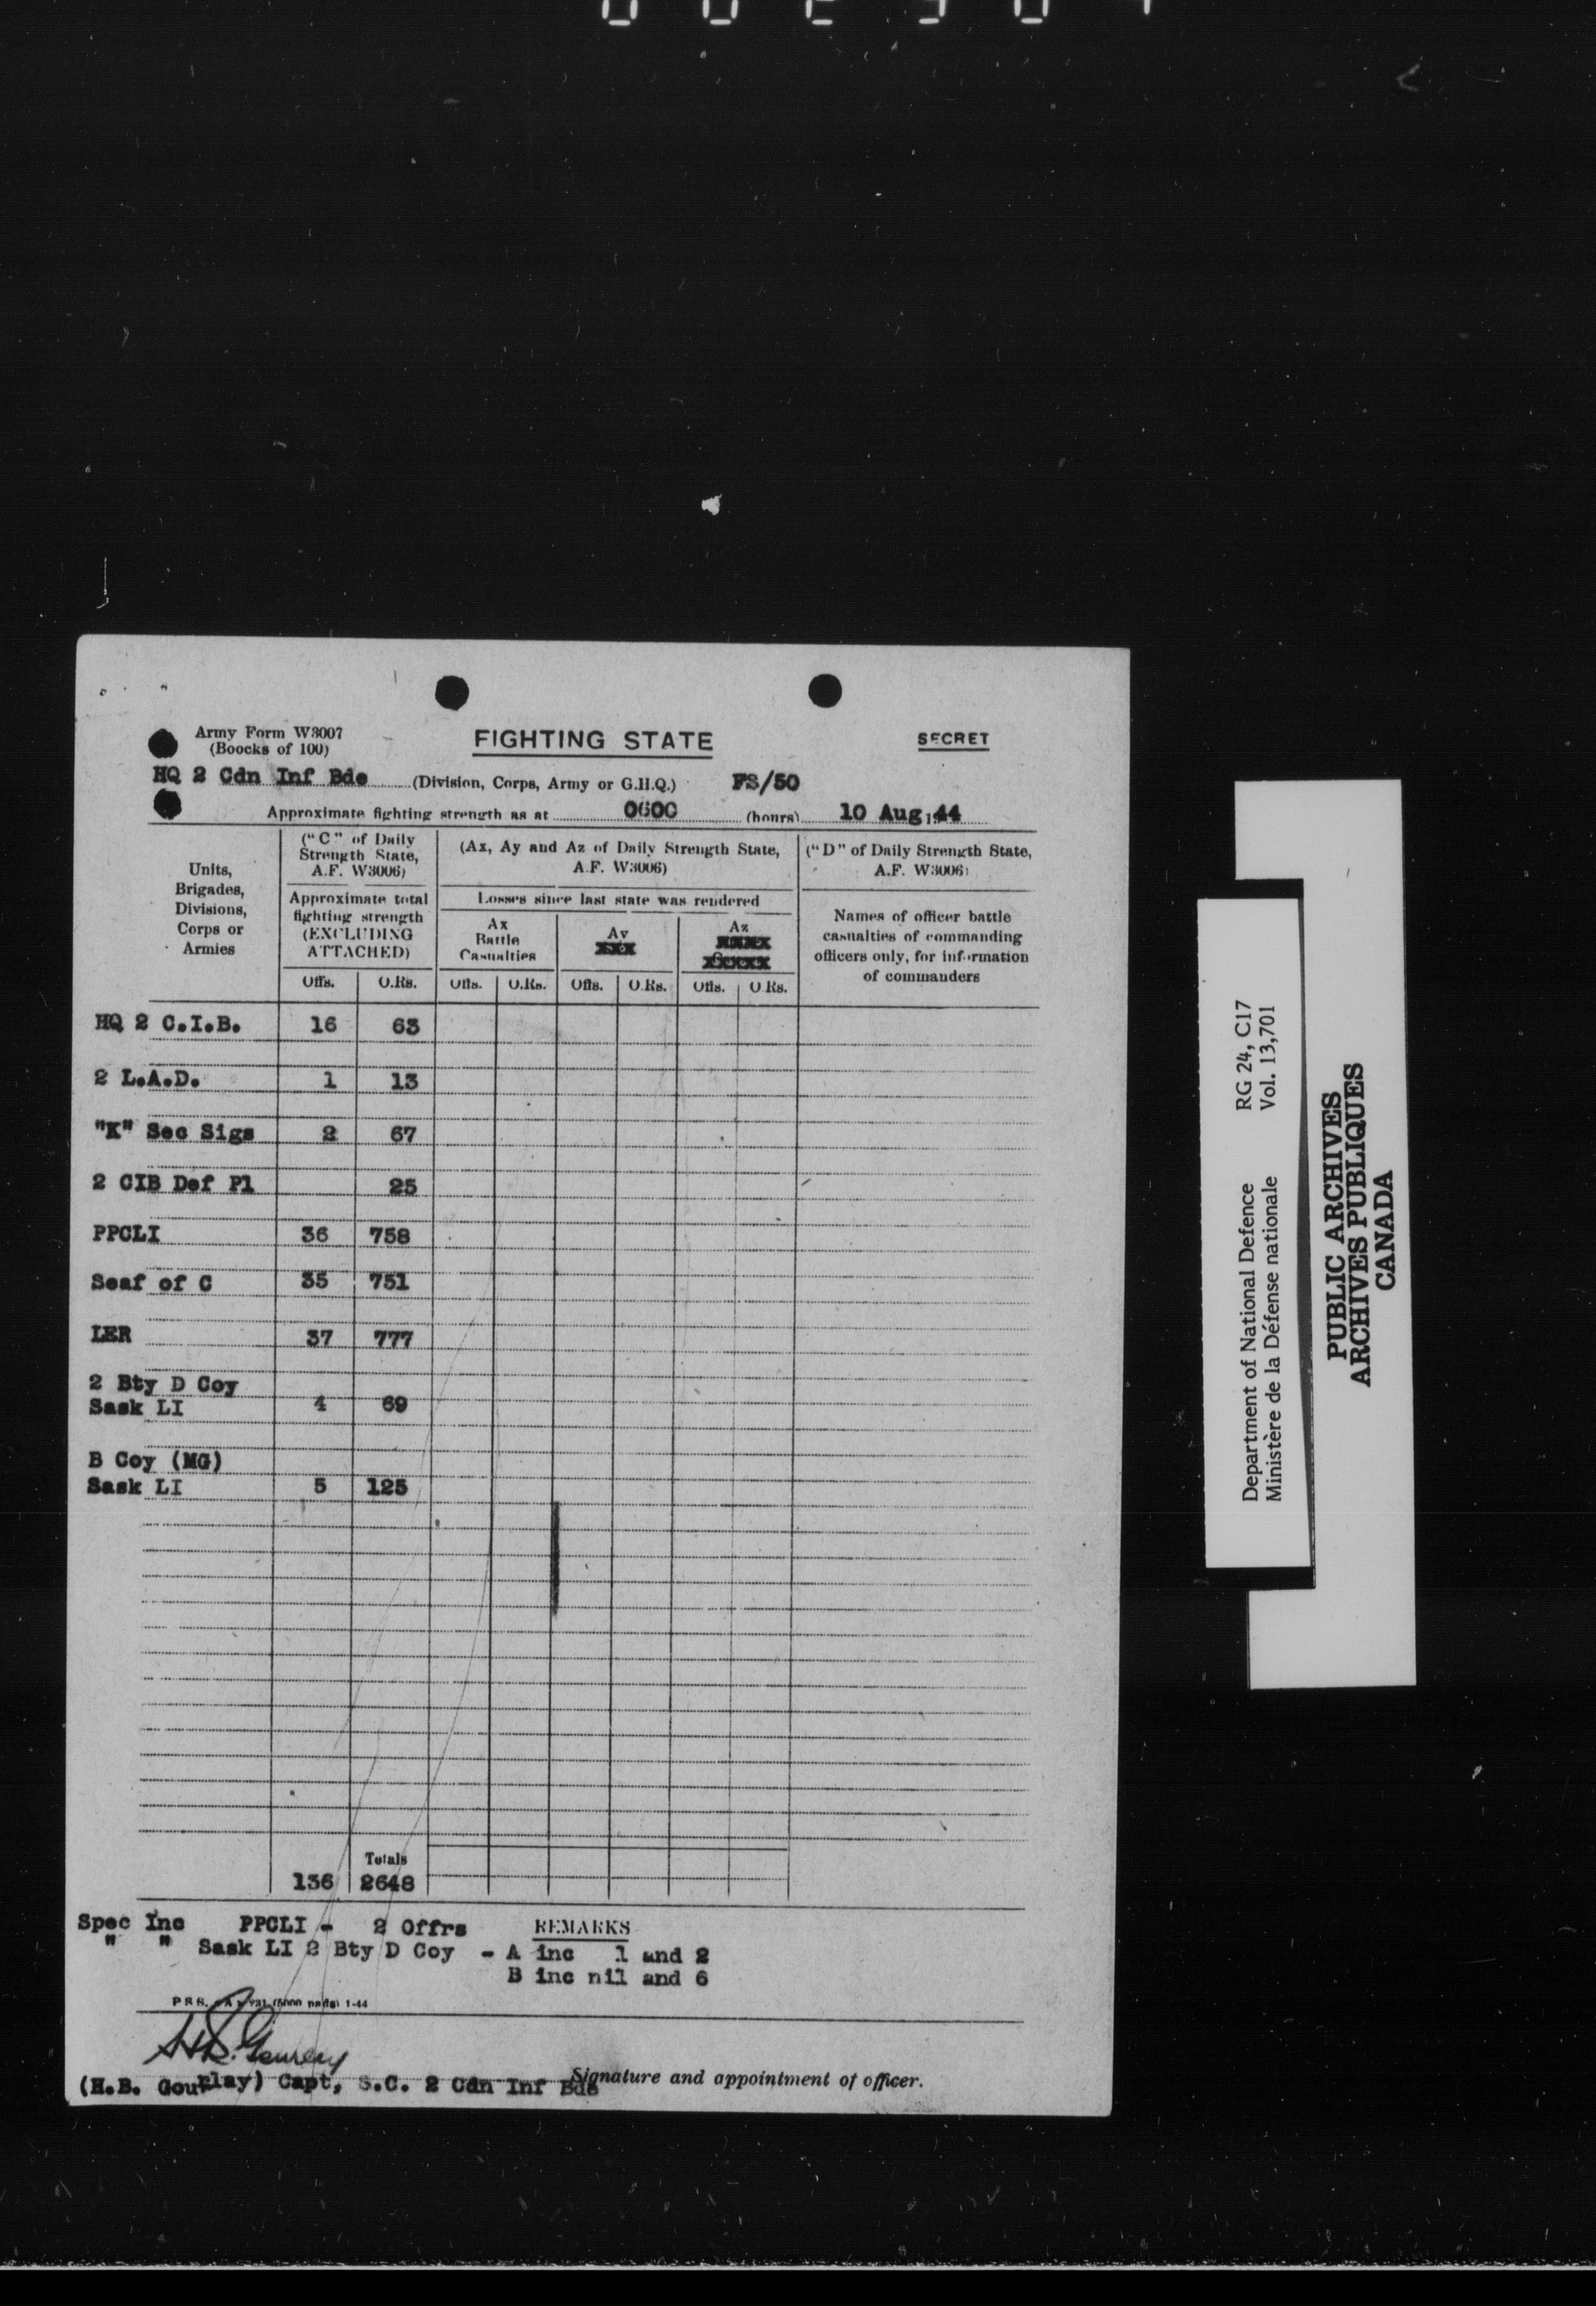 Army Form W3007
(Boocks of 100)
FIGHTING STATE
SECRET
HQ 2 Cdn Inf Bde (Division, Corps, Army or G.H.Q.) FS/50
Approximate fighting strength as at 0600 (hours) 10 Aug 1944
Units,
Brigades,
Divisions,
Corps or
Armies
("C" of Daily
Strength State,
A.F. W3006)
Approximate total
fighting strength
(EXCLUDING
ATTACHED)
(Ax, Ay and Az of Daily Strength State,
A.F. W3006)
Losses since last state was rendered
Ax
Battle
Casualties
Ay
Az
("D" of Daily Strength State,
A.F. W3006)
Names of officer battle
casualties of commanding
officers only, for information
of commanders
Offs. O.Rs. Offs. O.Rs. Offs. O.Rs. Offs. O.Rs.
HQ 2 C.I.B. 16 63
2 L.A.D. 1 13
"K" Sec Sigs 2 67
2 CIB Def Pl 25
PPCLI 36 758
Seaf of C 35 751
LER 37 777
2 Bty D Coy
Sask LI 4 69
B Coy (MG)
Sask LI 5 125
Totals
136 2648
Spec Inc PPCLI - 2 Offrs REMARKS
" " Sask LI 2 Bty D Coy - A inc 1 and 2
B inc nil and 6
(5000 pads) 1-44
H.B. Gourlay
(H.B. Gourlay) Capt, S.C. 2 Cdn Inf Bde Signature and appointment of officer.
Department of National Defence RG 24, C17
Ministère de la Défense nationale Vol. 13,701
PUBLIC ARCHIVES
ARCHIVES PUBLIQUES
CANADA